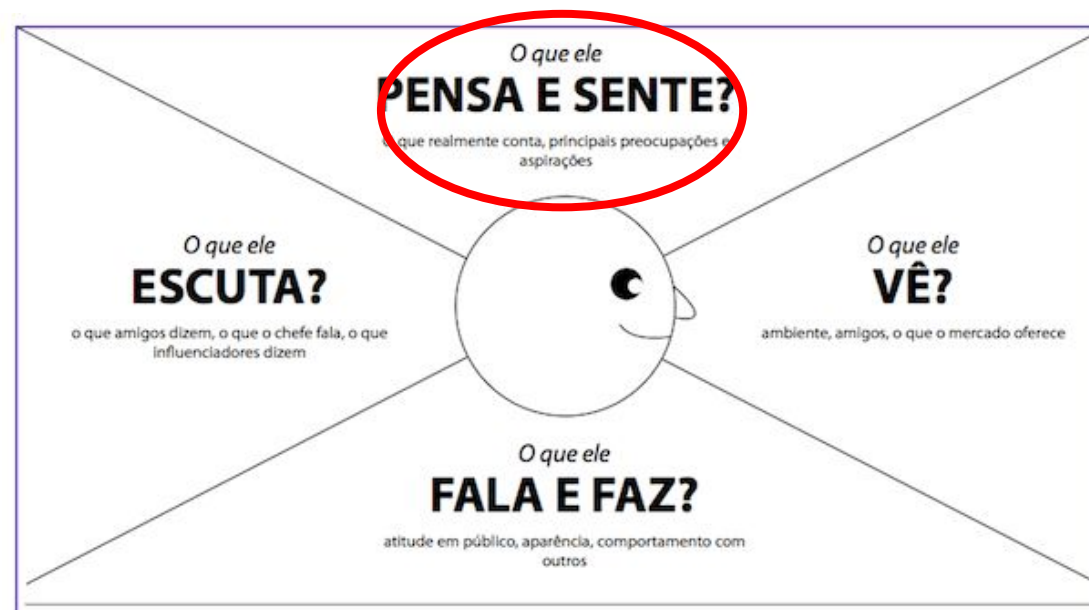 O que ele
PENSA E SENTE?
o que realmente conta, principais preocupações e
aspirações
O que ele
ESCUTA?
o que amigos dizem, o que o chefe fala, o que
influenciadores dizem
O que ele
VÊ?
ambiente, amigos, o que o mercado oferece
O que ele
FALA E FAZ?
atitude em público, aparência, comportamento com
outros